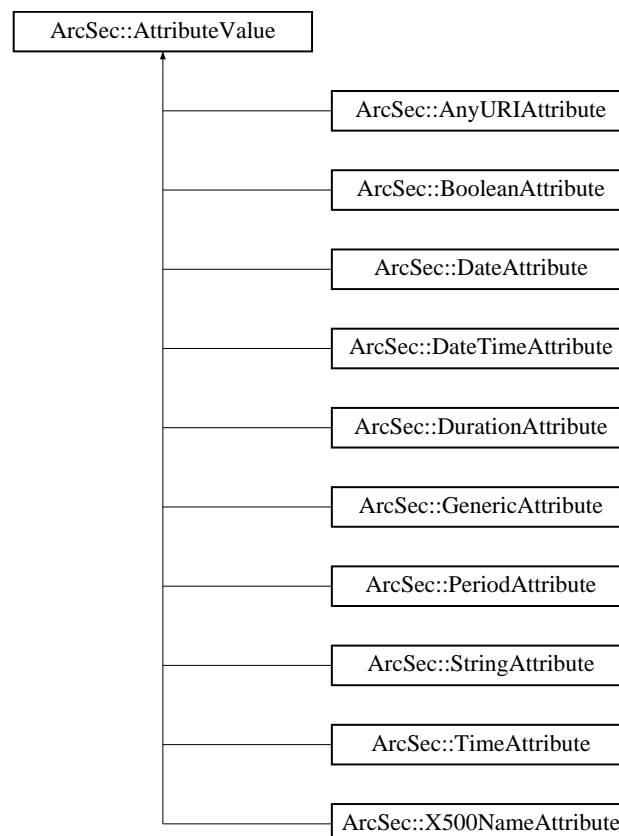 ArcSec::AttributeValue
ArcSec::AnyURIAttribute
ArcSec::BooleanAttribute
ArcSec::DateAttribute
ArcSec::DateTimeAttribute
ArcSec::DurationAttribute
ArcSec::GenericAttribute
ArcSec::PeriodAttribute
ArcSec::StringAttribute
ArcSec::TimeAttribute
ArcSec::X500NameAttribute